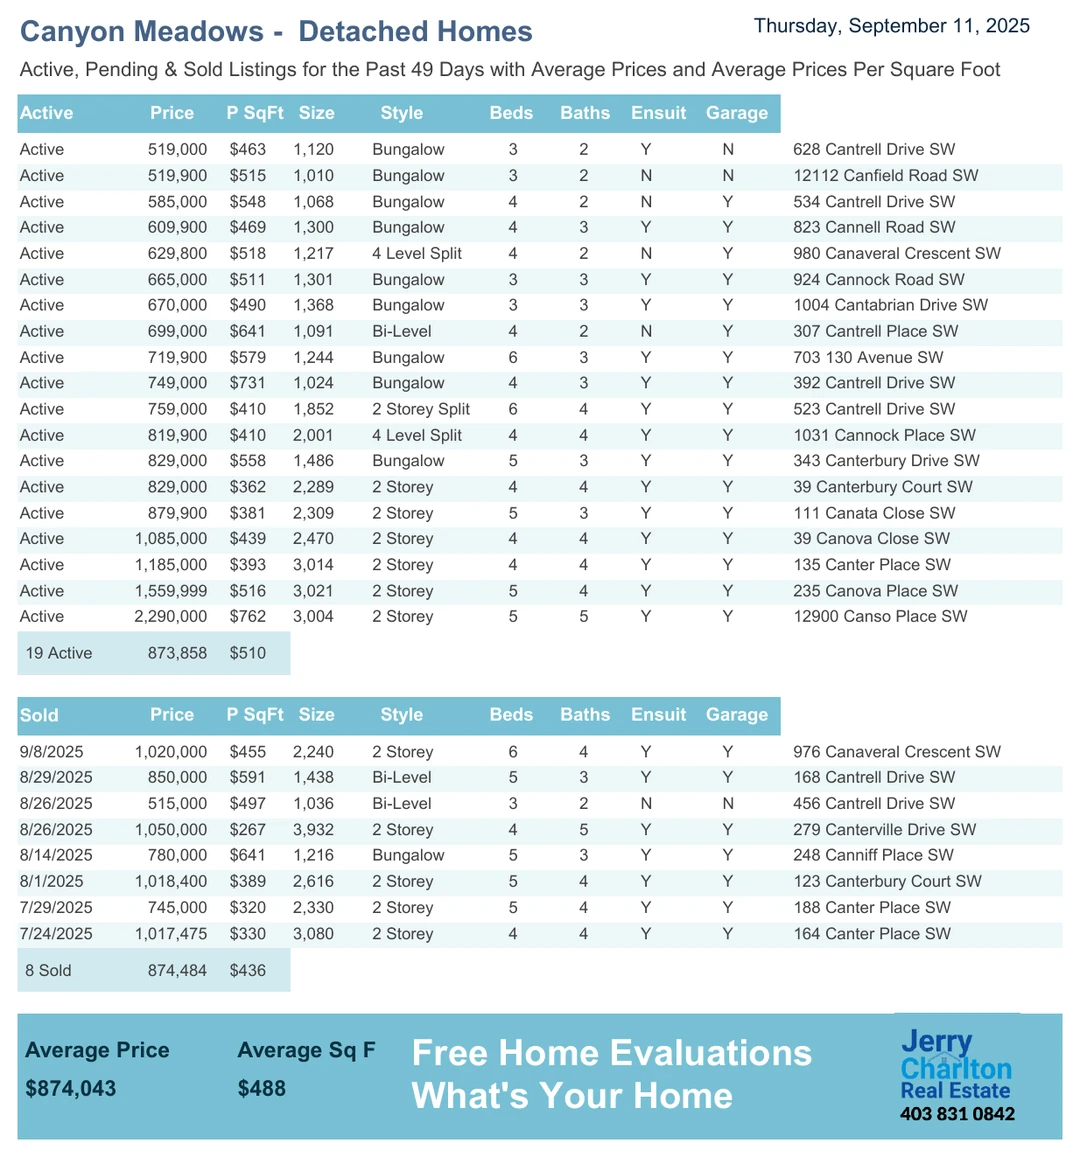 Canyon Meadows - Detached Homes
Thursday, September 11, 2025
Active, Pending & Sold Listings for the Past 49 Days with Average Prices and Average Prices Per Square Foot
Active Price P SqFt Size Style Beds Baths Ensuit Garage
Active 519,000 $463 1,120 Bungalow 3 2 Y N 628 Cantrell Drive SW
Active 519,900 $515 1,010 Bungalow 3 2 N N 12112 Canfield Road SW
Active 585,000 $548 1,068 Bungalow 4 2 N Y 534 Cantrell Drive SW
Active 609,900 $469 1,300 Bungalow 4 3 Y Y 823 Cannell Road SW
Active 629,800 $518 1,217 4 Level Split 4 2 N Y 980 Canaveral Crescent SW
Active 665,000 $511 1,301 Bungalow 3 3 Y Y 924 Cannock Road SW
Active 670,000 $490 1,368 Bungalow 3 3 Y Y 1004 Cantabrian Drive SW
Active 699,000 $641 1,091 Bi-Level 4 2 N Y 307 Cantrell Place SW
Active 719,900 $579 1,244 Bungalow 6 3 Y Y 703 130 Avenue SW
Active 749,000 $731 1,024 Bungalow 4 3 Y Y 392 Cantrell Drive SW
Active 759,000 $410 1,852 2 Storey Split 6 4 Y Y 523 Cantrell Drive SW
Active 819,900 $410 2,001 4 Level Split 4 4 Y Y 1031 Cannock Place SW
Active 829,000 $558 1,486 Bungalow 5 3 Y Y 343 Canterbury Drive SW
Active 829,000 $362 2,289 2 Storey 4 4 Y Y 39 Canterbury Court SW
Active 879,900 $381 2,309 2 Storey 5 3 Y Y 111 Canata Close SW
Active 1,085,000 $439 2,470 2 Storey 4 4 Y Y 39 Canova Close SW
Active 1,185,000 $393 3,014 2 Storey 4 4 Y Y 135 Canter Place SW
Active 1,559,999 $516 3,021 2 Storey 5 4 Y Y 235 Canova Place SW
Active 2,290,000 $762 3,004 2 Storey 5 5 Y Y 12900 Canso Place SW
19 Active 873,858 $510
Sold Price P SqFt Size Style Beds Baths Ensuit Garage
9/8/2025 1,020,000 $455 2,240 2 Storey 6 4 Y Y 976 Canaveral Crescent SW
8/29/2025 850,000 $591 1,438 Bi-Level 5 3 Y Y 168 Cantrell Drive SW
8/26/2025 515,000 $497 1,036 Bi-Level 3 2 N N 456 Cantrell Drive SW
8/26/2025 1,050,000 $267 3,932 2 Storey 4 5 Y Y 279 Canterville Drive SW
8/14/2025 780,000 $641 1,216 Bungalow 5 3 Y Y 248 Canniff Place SW
8/1/2025 1,018,400 $389 2,616 2 Storey 5 4 Y Y 123 Canterbury Court SW
7/29/2025 745,000 $320 2,330 2 Storey 5 4 Y Y 188 Canter Place SW
7/24/2025 1,017,475 $330 3,080 2 Storey 4 4 Y Y 164 Canter Place SW
8 Sold 874,484 $436
Average Price Average Sq F
$874,043 $488
Free Home Evaluations
What's Your Home
Jerry
Charlton
Real Estate
403 831 0842